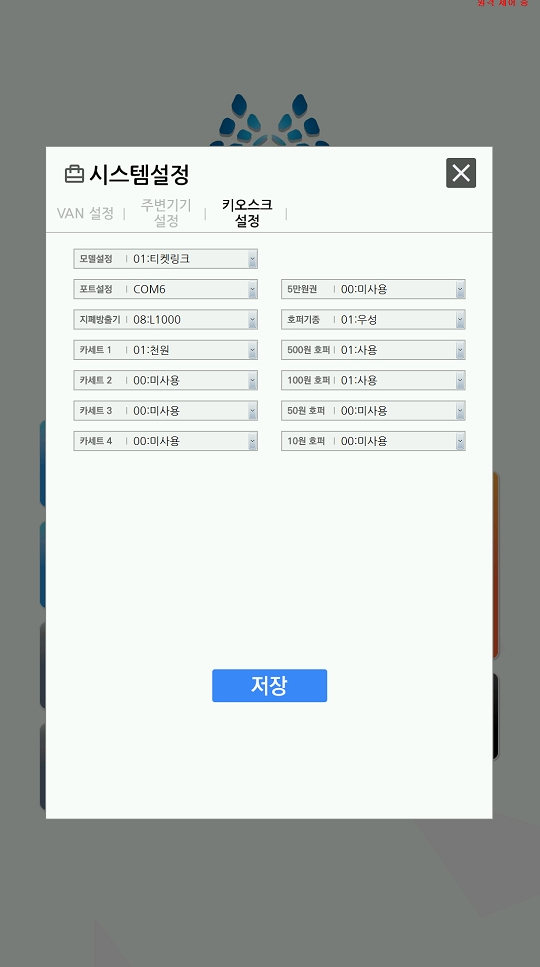 원격 제어 중
시스템설정
VAN 설정 |
주변기기
설정 |
키오스크
설정 |
모델설정 | 01:티켓링크
포트설정 | COM6
5만원권 | 00:미사용
지폐방출기 | 08:L1000
호퍼기종 | 01:우성
카세트 1 | 01:천원
500원 호퍼 | 01:사용
카세트 2 | 00:미사용
100원 호퍼 | 01:사용
카세트 3 | 00:미사용
50원 호퍼 | 00:미사용
카세트 4 | 00:미사용
10원 호퍼 | 00:미사용
저장